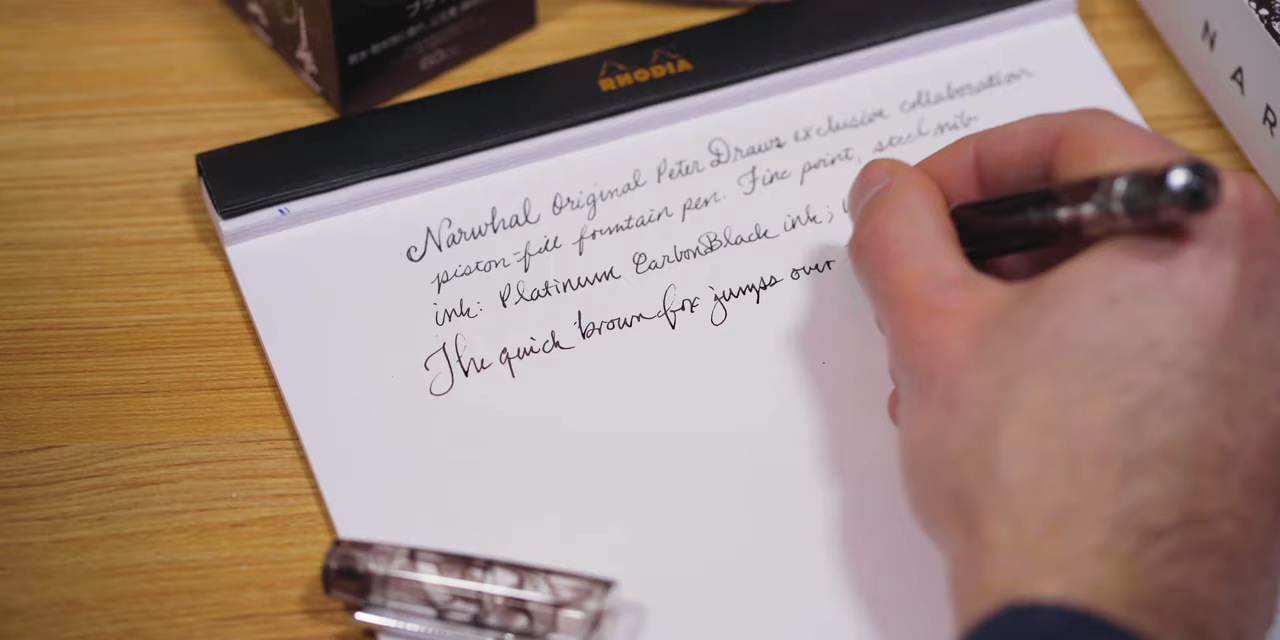 RHODIA
Narwhal Original Peter Draws exclusive collaboration
piston-fill fountain pen. Fine point, steel nib
ink: Platinum CarbonBlack ink;
The quick brown fox jumps over
N A R